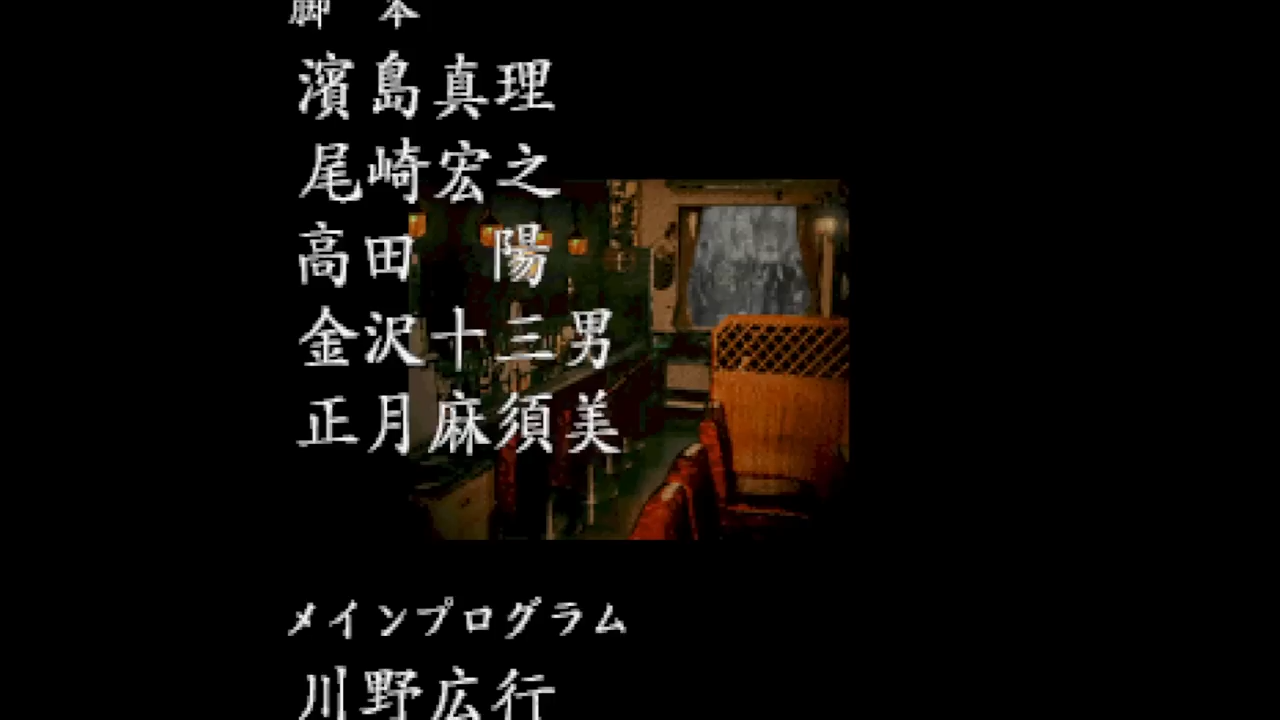 脚 本
濱島真理
尾崎宏之
高田 陽
金沢十三男
正月麻須美
メインプログラム
川野広行